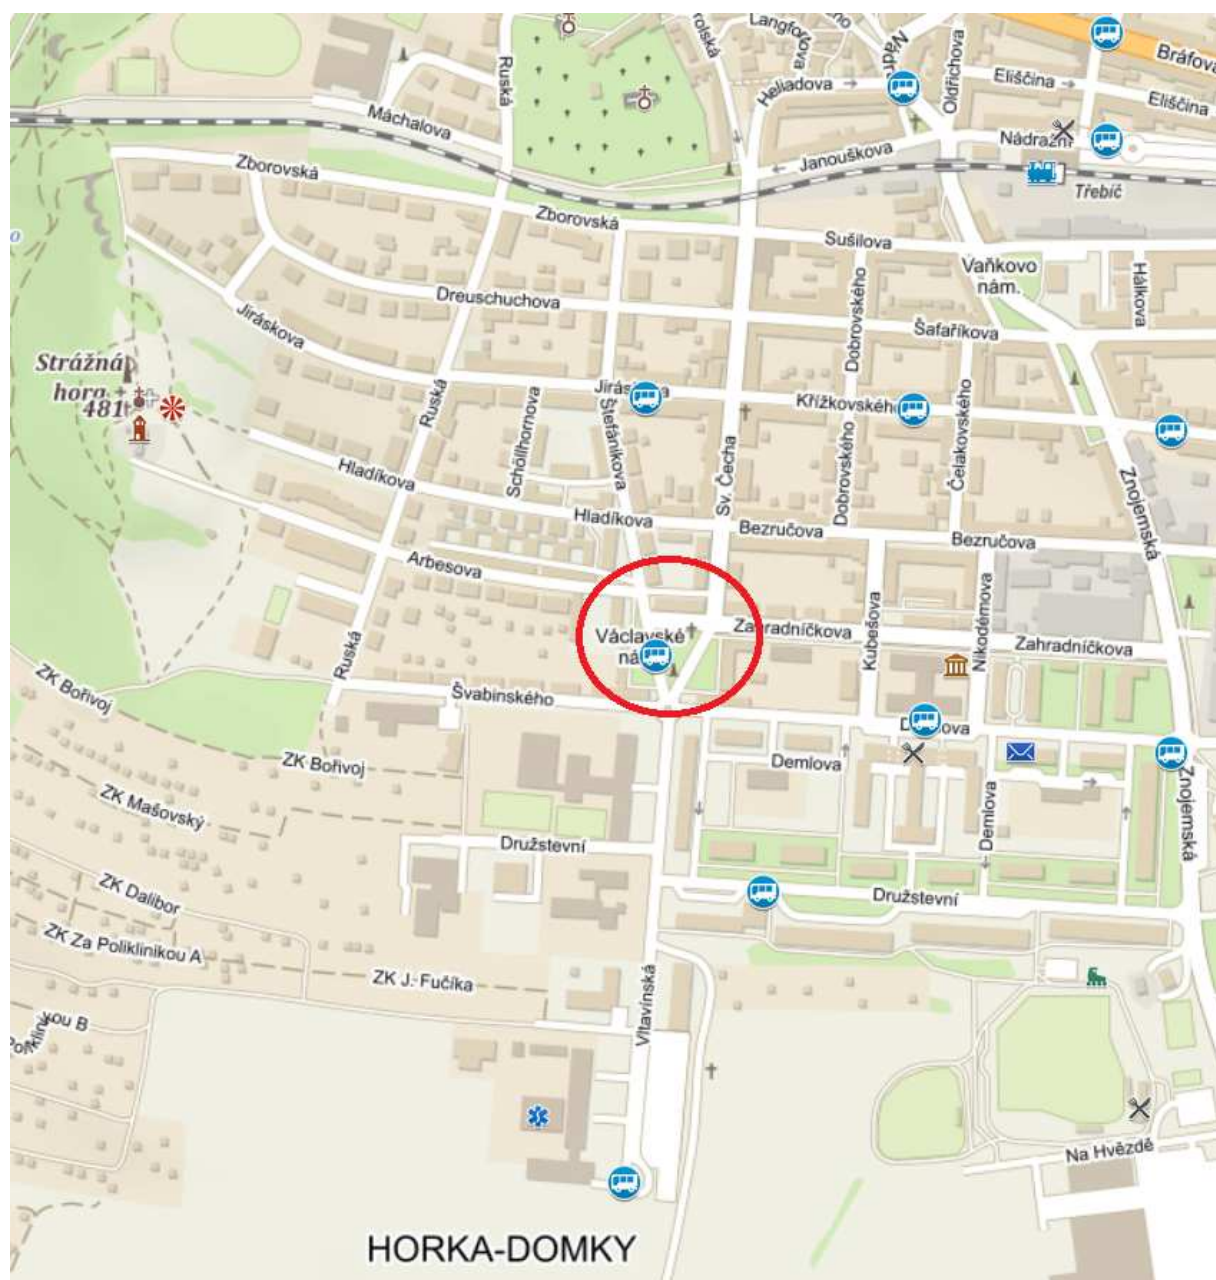 Langfortova
Bráfova
Ruská
Heliadova
Oldřichova
Eliščina
Eliščina
Máchalova
Nádražní
Janouškova
Třebíč
Zborovská
Zborovská
Sušilova
Vaňkovo
nám.
Hálkova
Dreuschuchova
Dobrovského
Šafaříkova
Jiráskova
Strážná
hora
481
Ruská
Schöllhornova
Štefánikova
Křížkovského
Čelakovského
Dobrovského
Sv. Čecha
Znojemská
Hladíkova
Hladíkova
Bezručova
Bezručova
Arbesova
Kubešova
Nikodémova
Václavské
Zahradníčkova
Zahradníčkova
Ruská
ZK Bořivoj
Švabinského
ZK Bořivoj
Demlova
Znojemská
ZK Mašovský
Demlova
Družstevní
ZK Dalibor
Družstevní
ZK Za Poliklinikou A
ZK J. Fučíka
Vltavínská
kou B
Na Hvězdě
HORKA-DOMKY